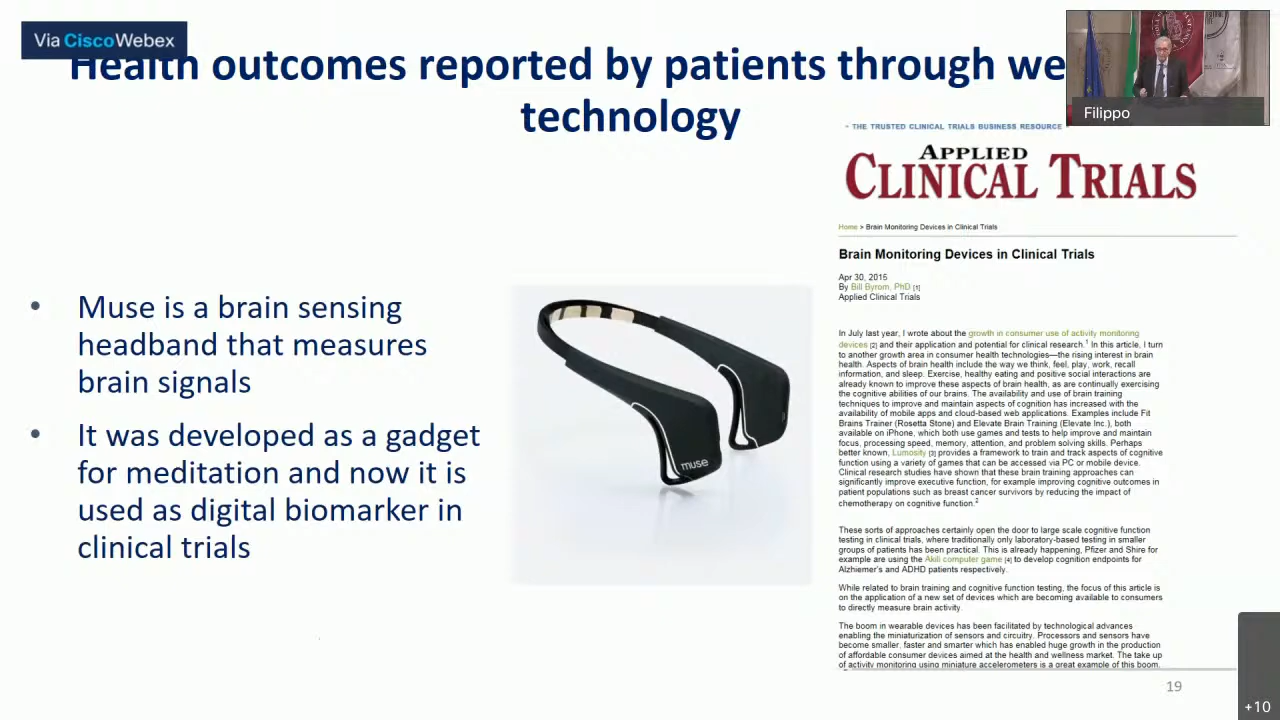 Via Cisco Webex
Health outcomes reported by patients through we
technology
Filippo
- THE TRUSTED CLINICAL TRIALS BUSINESS RESOURCE
APPLIED
CLINICAL TRIALS
Home > Brain Monitoring Devices in Clinical Trials
Brain Monitoring Devices in Clinical Trials
Apr 30, 2015
By Bill Byrom, PhD [1]
Applied Clinical Trials
• Muse is a brain sensing
headband that measures
brain signals
• It was developed as a gadget
for meditation and now it is
used as digital biomarker in
clinical trials
muse
In July last year, I wrote about the growth in consumer use of activity monitoring
devices [2] and their application and potential for clinical research.1 In this article, I turn
to another growth area in consumer health technologies—the rising interest in brain
health. Aspects of brain health include the way we think, feel, play, work, recall
information, and sleep. Exercise, healthy eating and positive social interactions are
already known to improve these aspects of brain health, as are continually exercising
the cognitive abilities of our brains. The availability and use of brain training
techniques to improve and maintain aspects of cognition has increased with the
availability of mobile apps and cloud-based web applications. Examples include Fit
Brains Trainer (Rosetta Stone) and Elevate Brain Training (Elevate Inc.), both
available on iPhone, which both use games and tests to help improve and maintain
focus, processing speed, memory, attention, and problem solving skills. Perhaps
better known, Lumosity [3] provides a framework to train and track aspects of cognitive
function using a variety of games that can be accessed via PC or mobile device.
Clinical research studies have shown that these brain training approaches can
significantly improve executive function, for example improving cognitive outcomes in
patient populations such as breast cancer survivors by reducing the impact of
chemotherapy on cognitive function.2
These sorts of approaches certainly open the door to large scale cognitive function
testing in clinical trials, where traditionally only laboratory-based testing in smaller
groups of patients has been practical. This is already happening, Pfizer and Shire for
example are using the Akili computer game [4] to develop cognition endpoints for
Alzheimer's and ADHD patients respectively.
While related to brain training and cognitive function testing, the focus of this article is
on the application of a new set of devices which are becoming available to consumers
to directly measure brain activity.
The boom in wearable devices has been facilitated by technological advances
enabling the miniaturization of sensors and circuitry. Processors and sensors have
become smaller, faster and smarter which has enabled huge growth in the production
of affordable consumer devices aimed at the health and wellness market. The take up
of activity monitoring using miniature accelerometers is a great example of this boom.
19
+10